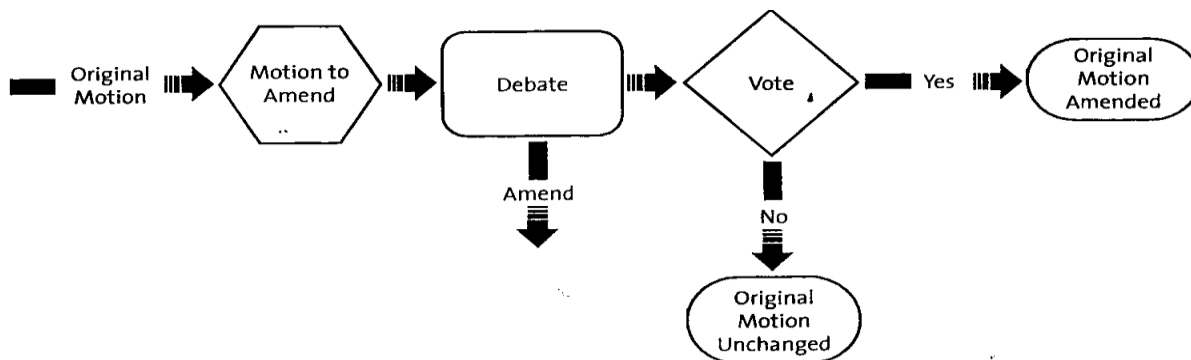 Original
Motion
Motion to
Amend
Debate
Vote
Yes
Original
Motion
Amended
Amend
No
Original
Motion
Unchanged